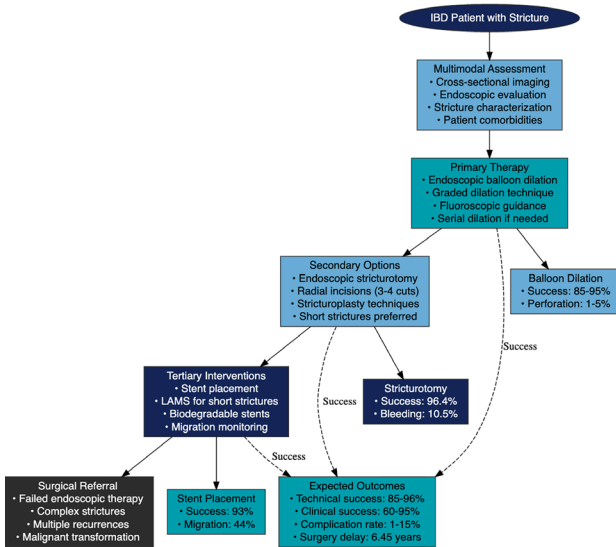 IBD Patient with Stricture
Multimodal Assessment
• Cross-sectional imaging
• Endoscopic evaluation
• Stricture characterization
• Patient comorbidities
Primary Therapy
• Endoscopic balloon dilation
• Graded dilation technique
• Fluoroscopic guidance
• Serial dilation if needed
Secondary Options
• Endoscopic stricturotomy
• Radial incisions (3-4 cuts)
• Stricturoplasty techniques
• Short strictures preferred
Balloon Dilation
• Success: 85-95%
• Perforation: 1-5%
Success
Tertiary Interventions
• Stent placement
• LAMS for short strictures
• Biodegradable stents
• Migration monitoring
Stricturotomy
• Success: 96.4%
• Bleeding: 10.5%
Success
Success
Surgical Referral
• Failed endoscopic therapy
• Complex strictures
• Multiple recurrences
• Malignant transformation
Stent Placement
• Success: 93%
• Migration: 44%
Expected Outcomes
• Technical success: 85-96%
• Clinical success: 60-95%
• Complication rate: 1-15%
• Surgery delay: 6.45 years